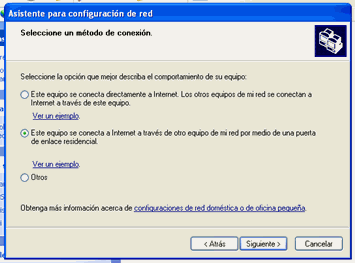 Asistente para configuración de red
Seleccione un método de conexión.
Seleccione la opción que mejor describa el comportamiento de su equipo:
Este equipo se conecta directamente a Internet. Los otros equipos de mi red se conectan a
Internet a través de este equipo.
Ver un ejemplo.
Este equipo se conecta a Internet a través de otro equipo de mi red por medio de una puerta
de enlace residencial.
Ver un ejemplo.
Otros
Obtenga más información acerca de configuraciones de red doméstica o de oficina pequeña.
< Atrás
Siguiente >
Cancelar